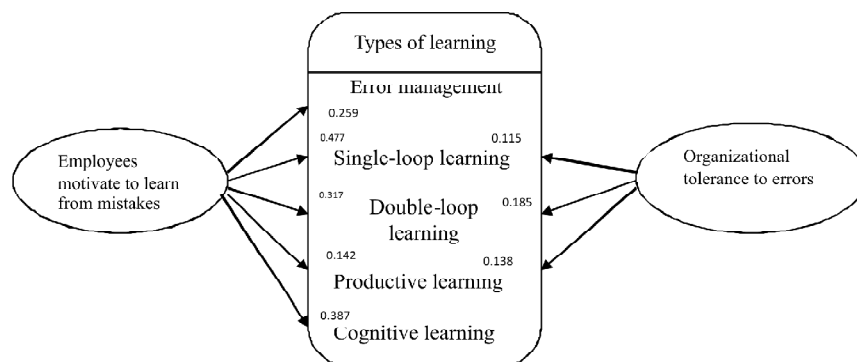 Types of learning
Error management
0.259
0.477
0.115
Single-loop learning
Employees
motivate to learn
from mistakes
Organizational
tolerance to errors
0.317
0.185
Double-loop
learning
0.142
0.138
Productive learning
0.387
Cognitive learning